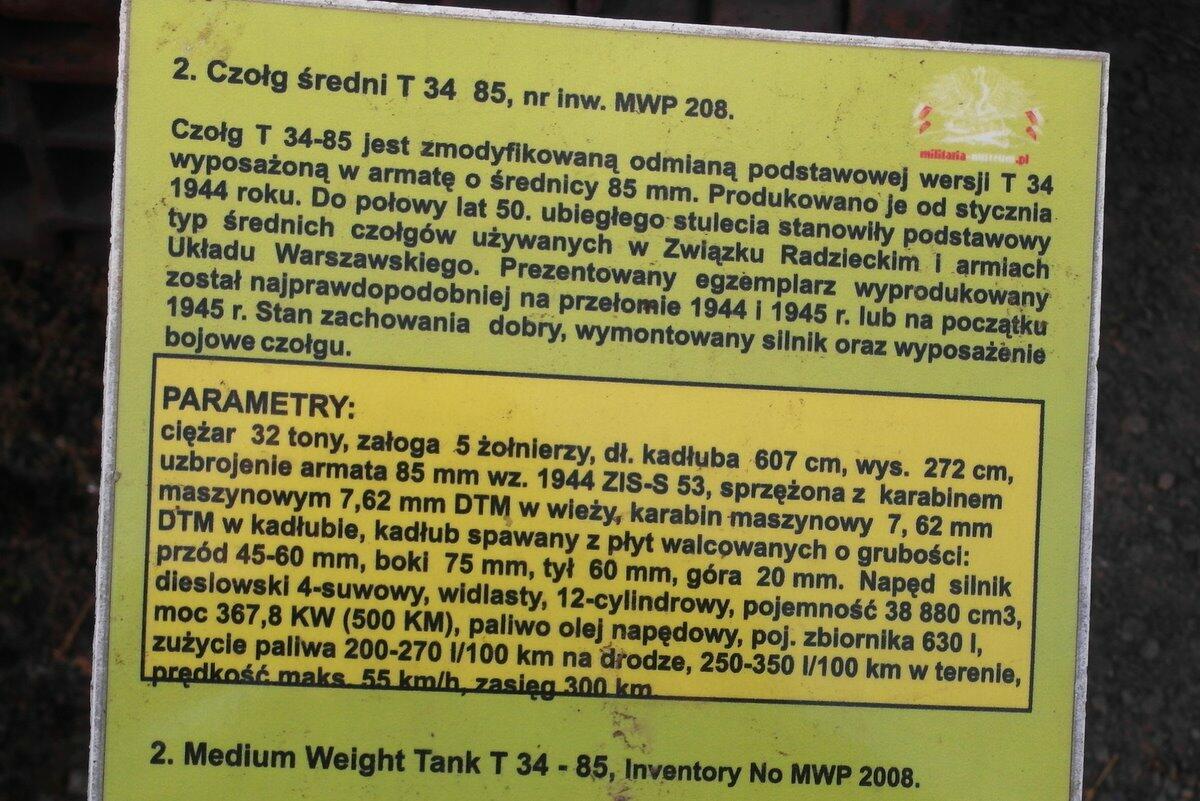 2. Czołg średni T 34 85, nr inw. MWP 208.
militaria-muzeum.pl
Czołg T 34-85 jest zmodyfikowaną odmianą podstawowej wersji T 34
wyposażoną w armatę o średnicy 85 mm. Produkowano je od stycznia
1944 roku. Do połowy lat 50. ubiegłego stulecia stanowiły podstawowy
typ średnich czołgów używanych w Związku Radzieckim i armiach
Układu Warszawskiego. Prezentowany egzemplarz wyprodukowany
został najprawdopodobniej na przełomie 1944 i 1945 r. lub na początku
1945 r. Stan zachowania dobry, wymontowany silnik oraz wyposażenie
bojowe czołgu.
PARAMETRY:
ciężar 32 tony, załoga 5 żołnierzy, dł. kadłuba 607 cm, wys. 272 cm,
uzbrojenie armata 85 mm wz. 1944 ZIS-S 53, sprzężona z karabinem
maszynowym 7,62 mm DTM w wieży, karabin maszynowy 7, 62 mm
DTM w kadłubie, kadłub spawany z płyt walcowanych o grubości:
przód 45-60 mm, boki 75 mm, tył 60 mm, góra 20 mm. Napęd silnik
dieslowski 4-suwowy, widlasty, 12-cylindrowy, pojemność 38 880 cm3,
moc 367,8 KW (500 KM), paliwo olej napędowy, poj. zbiornika 630 l,
zużycie paliwa 200-270 l/100 km na drodze, 250-350 l/100 km w terenie,
prędkość maks. 55 km/h, zasięg 300 km
2. Medium Weight Tank T 34 - 85, Inventory No MWP 2008.